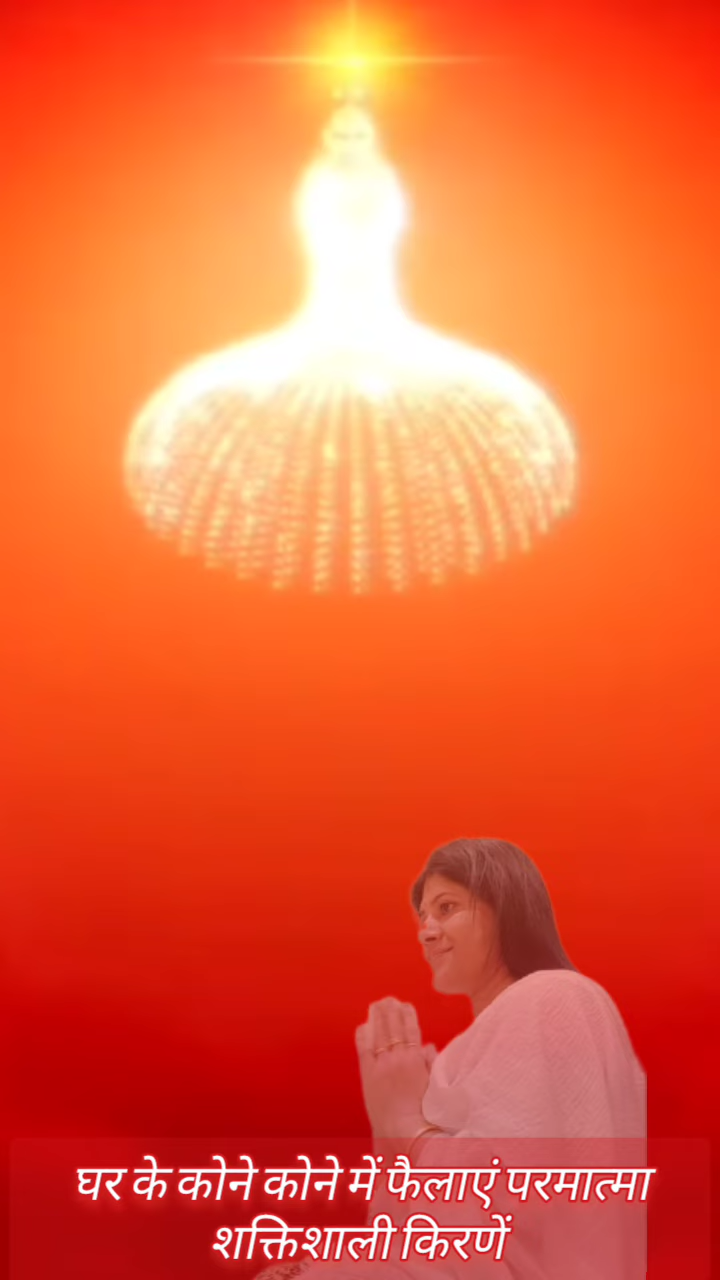 घर के कोने कोने में फैलाएं परमात्मा
शक्तिशाली किरणें